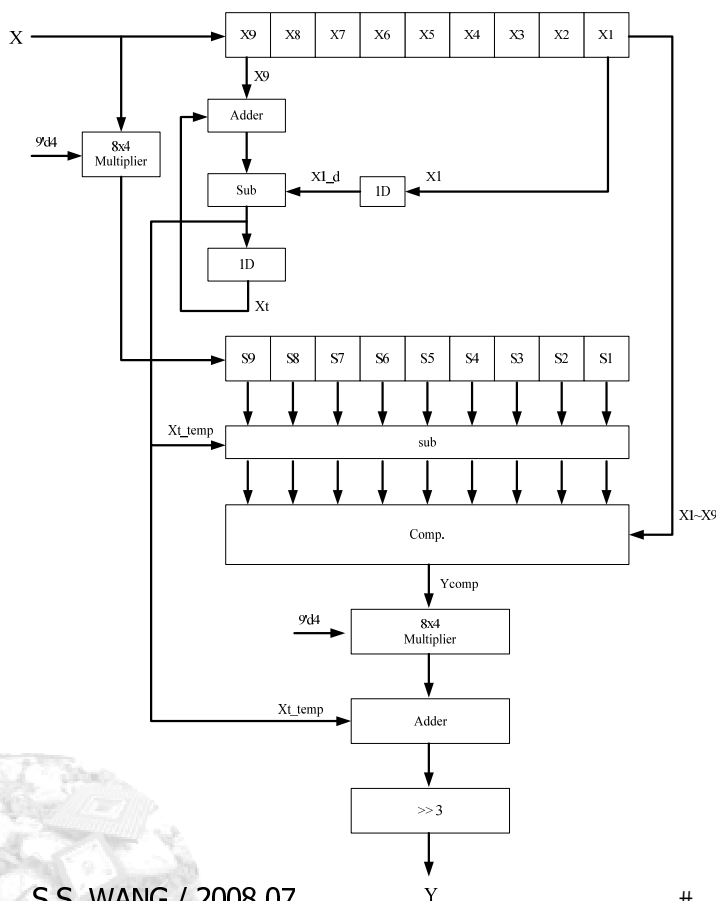 X
X9 X8 X7 X6 X5 X4 X3 X2 X1
X9
Adder
9'd4
8x4
Multiplier
Sub
X1_d
1D
X1
1D
Xt
S9 S8 S7 S6 S5 S4 S3 S2 S1
Xt_temp
sub
Comp.
X1~X9
Ycomp
9'd4
8x4
Multiplier
Xt_temp
Adder
>> 3
Y
S.S. WANG / 2008.07
#